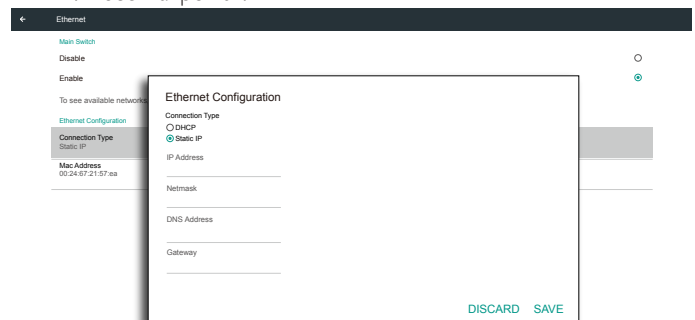 Ethernet
Main Switch
Disable
Enable
To see available networks
Ethernet Configuration
Connection Type
Static IP
Mac Address
00:24:67:21:57:ea
Ethernet Configuration
Connection Type
DHCP
Static IP
IP Address
Netmask
DNS Address
Gateway
DISCARD SAVE